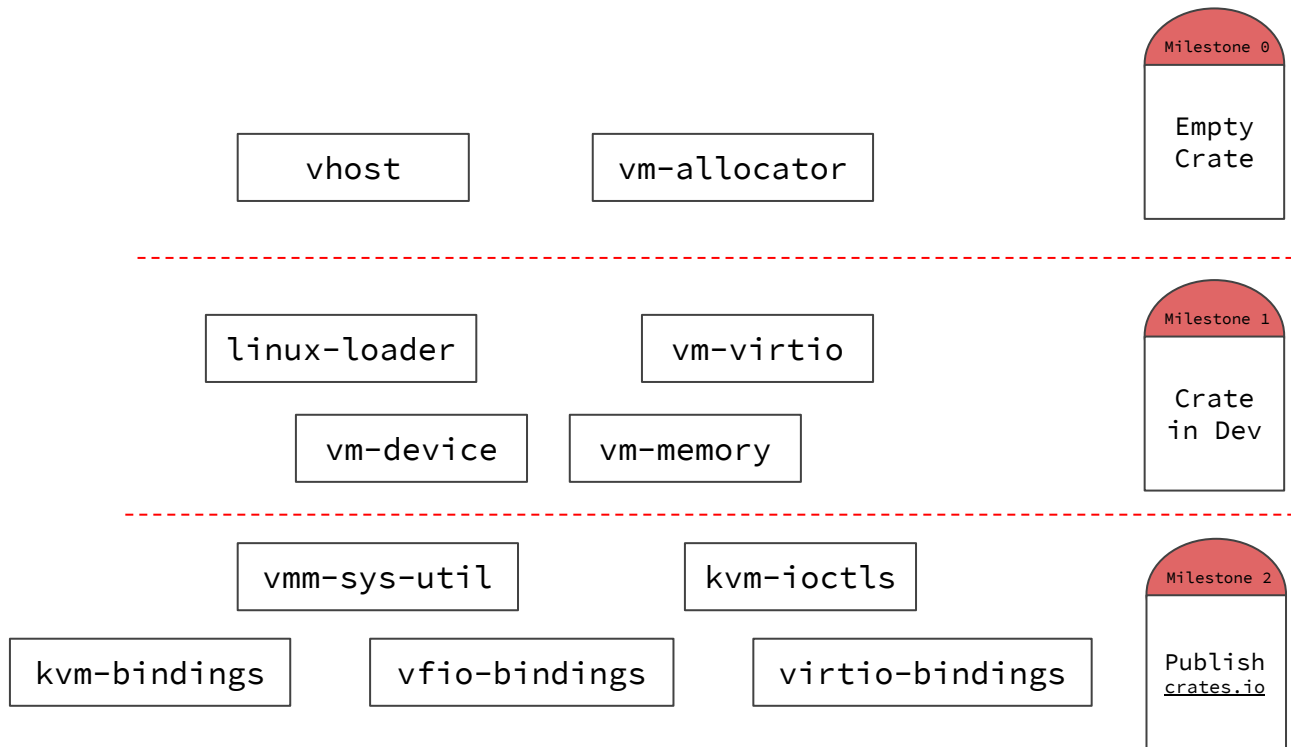 Milestone 0
Empty
Crate
vhost
vm-allocator
Milestone 1
linux-loader
vm-virtio
Crate
in Dev
vm-device
vm-memory
vmm-sys-util
kvm-ioctls
Milestone 2
kvm-bindings
vfio-bindings
virtio-bindings
Publish
crates.io